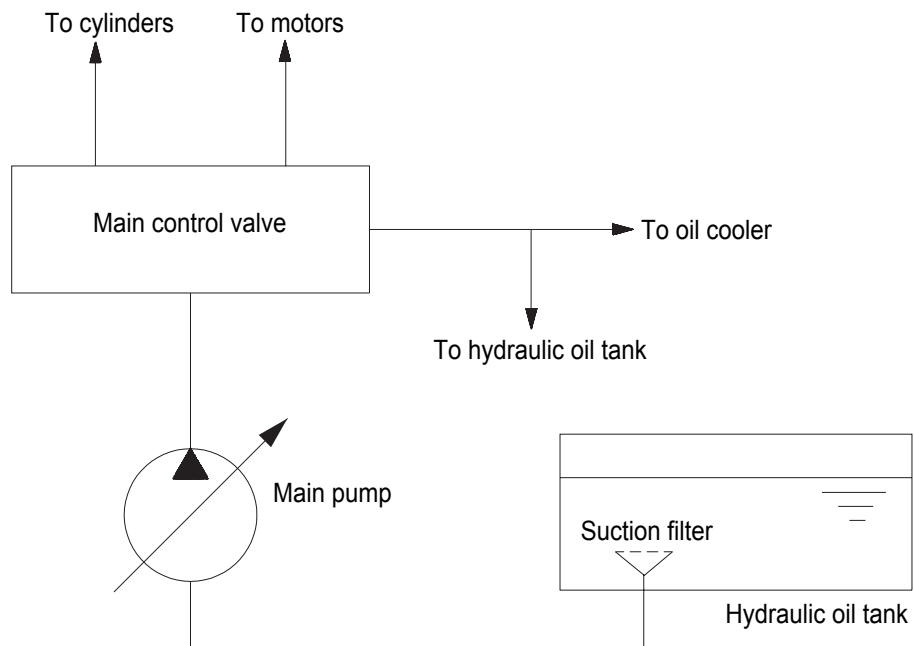 To cylinders
To motors
Main control valve
To oil cooler
To hydraulic oil tank
Main pump
Suction filter
Hydraulic oil tank